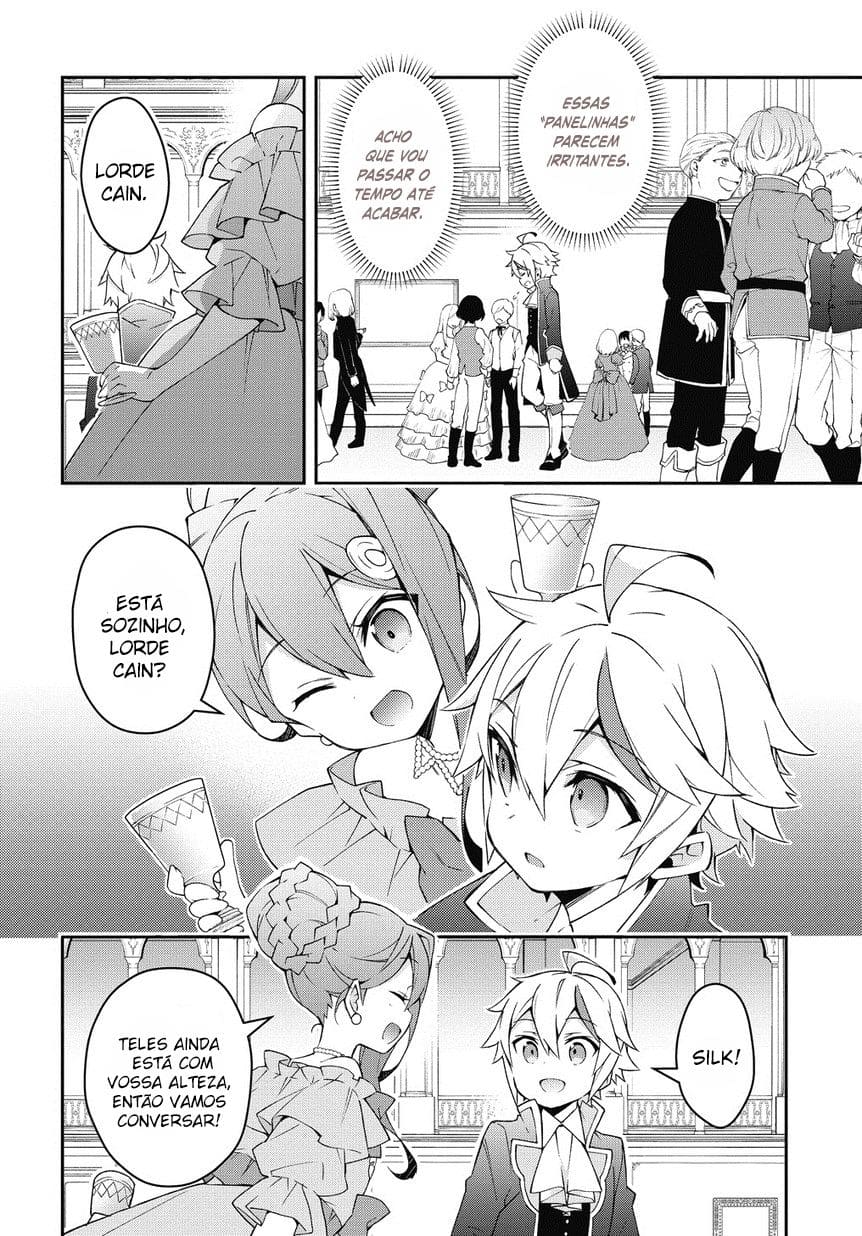 ESSAS
"PANELINHAS"
PARECEM
IRRITANTES.
ACHO
QUE VOU
PASSAR O
TEMPO ATÉ
ACABAR.
LORDE
CAIN.
ESTÁ
SOZINHO,
LORDE
CAIN?
SILK!
TELES AINDA
ESTÁ COM
VOSSA ALTEZA,
ENTÃO VAMOS
CONVERSAR!